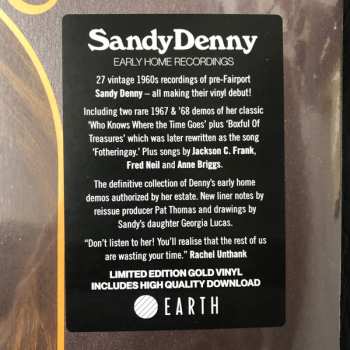 Sandy Denny
EARLY HOME RECORDINGS
27 vintage 1960s recordings of pre-Fairport
Sandy Denny – all making their vinyl debut!
Including two rare 1967 & '68 demos of her classic
'Who Knows Where the Time Goes' plus 'Boxful Of
Treasures' which was later rewritten as the song
'Fotheringay.' Plus songs by Jackson C. Frank,
Fred Neil and Anne Briggs.
The definitive collection of Denny's early home
demos authorized by her estate. New liner notes by
reissue producer Pat Thomas and drawings by
Sandy's daughter Georgia Lucas.
"Don't listen to her! You'll realise that the rest of us
are wasting your time." Rachel Unthank
LIMITED EDITION GOLD VINYL
INCLUDES HIGH QUALITY DOWNLOAD
EARTH